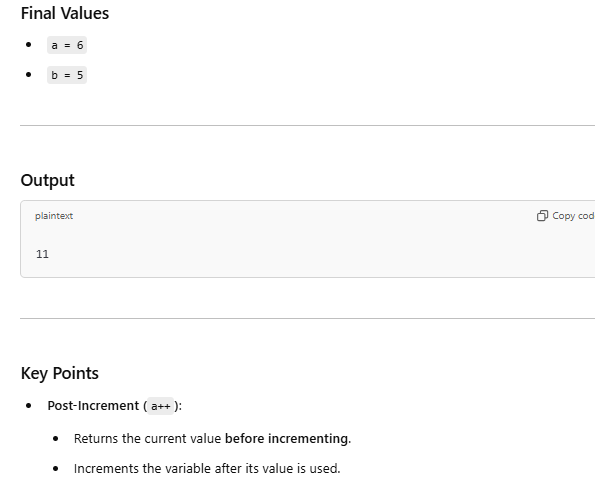 Final Values
a = 6
b = 5
Output
plaintext
Copy cod
11
Key Points
Post-Increment (a++):
Returns the current value before incrementing.
Increments the variable after its value is used.